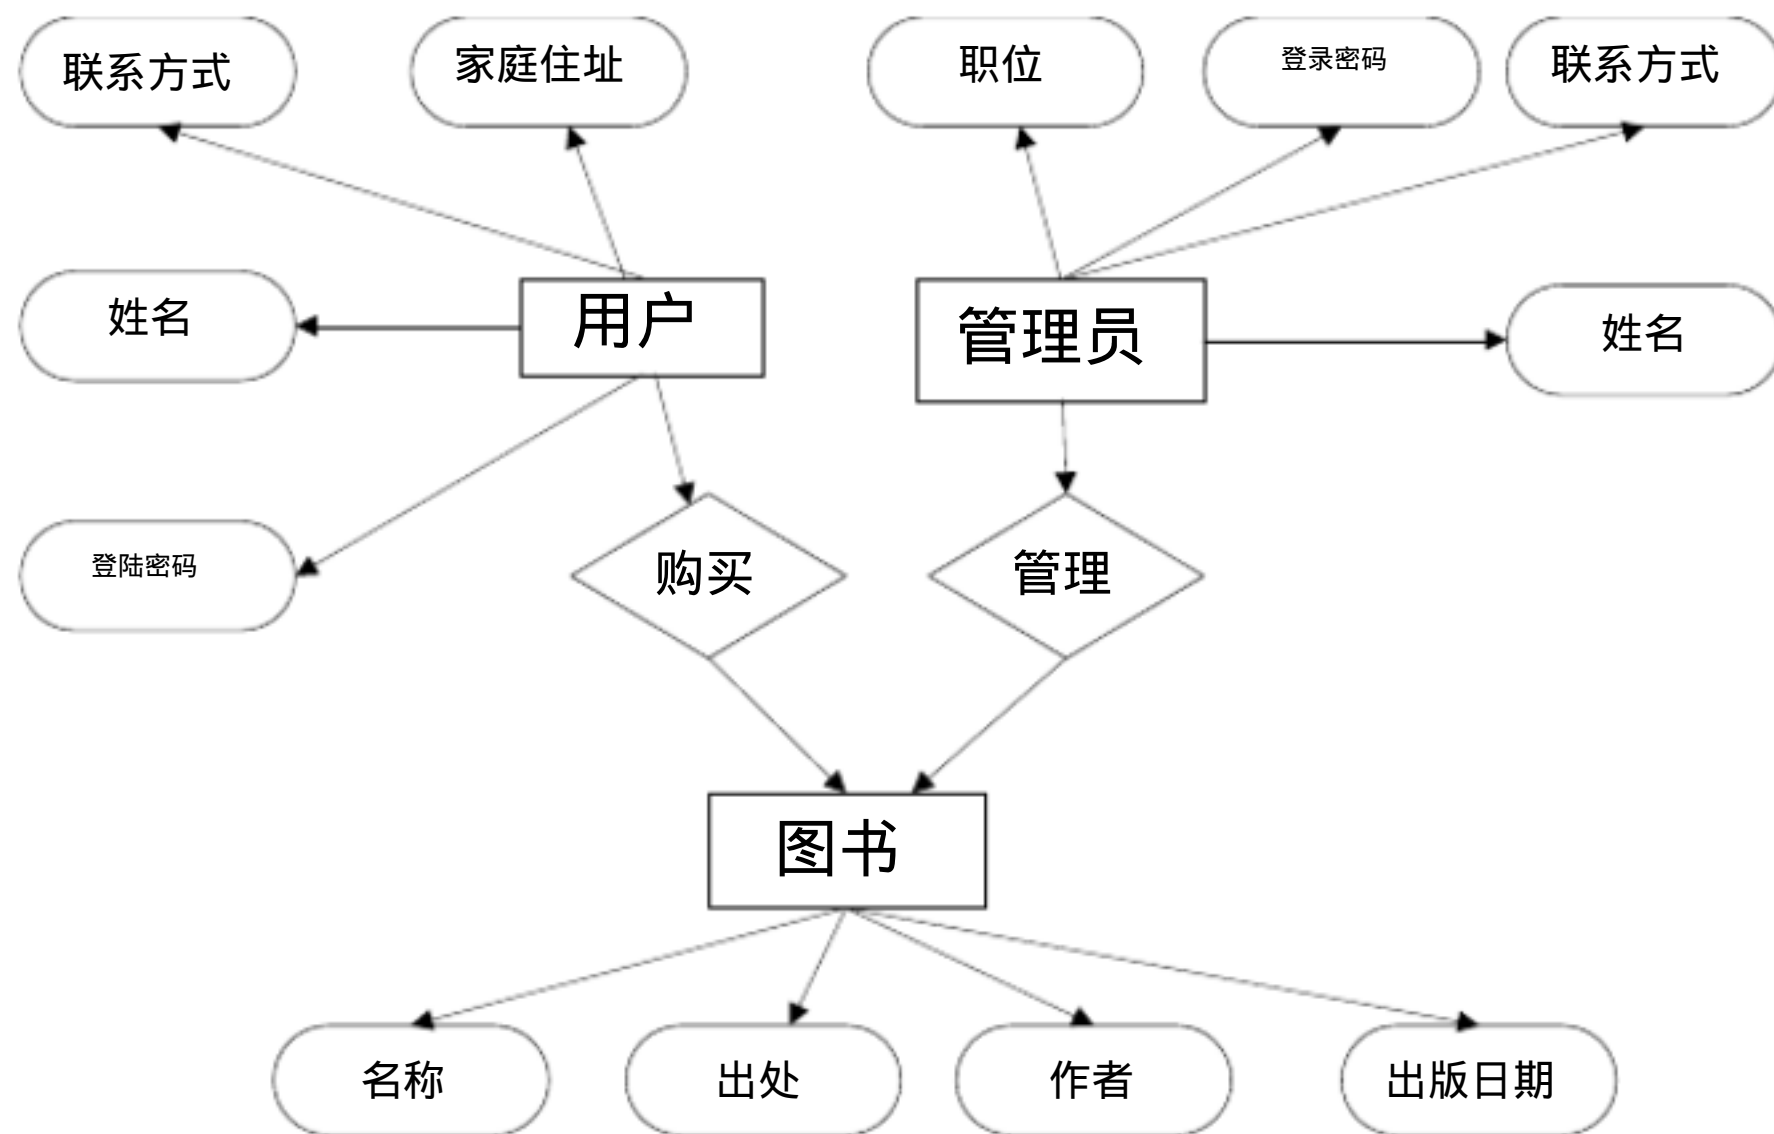 联系方式
家庭住址
职位
登录密码
联系方式
姓名
用户
管理员
姓名
登陆密码
购买
管理
图书
名称
出处
作者
出版日期